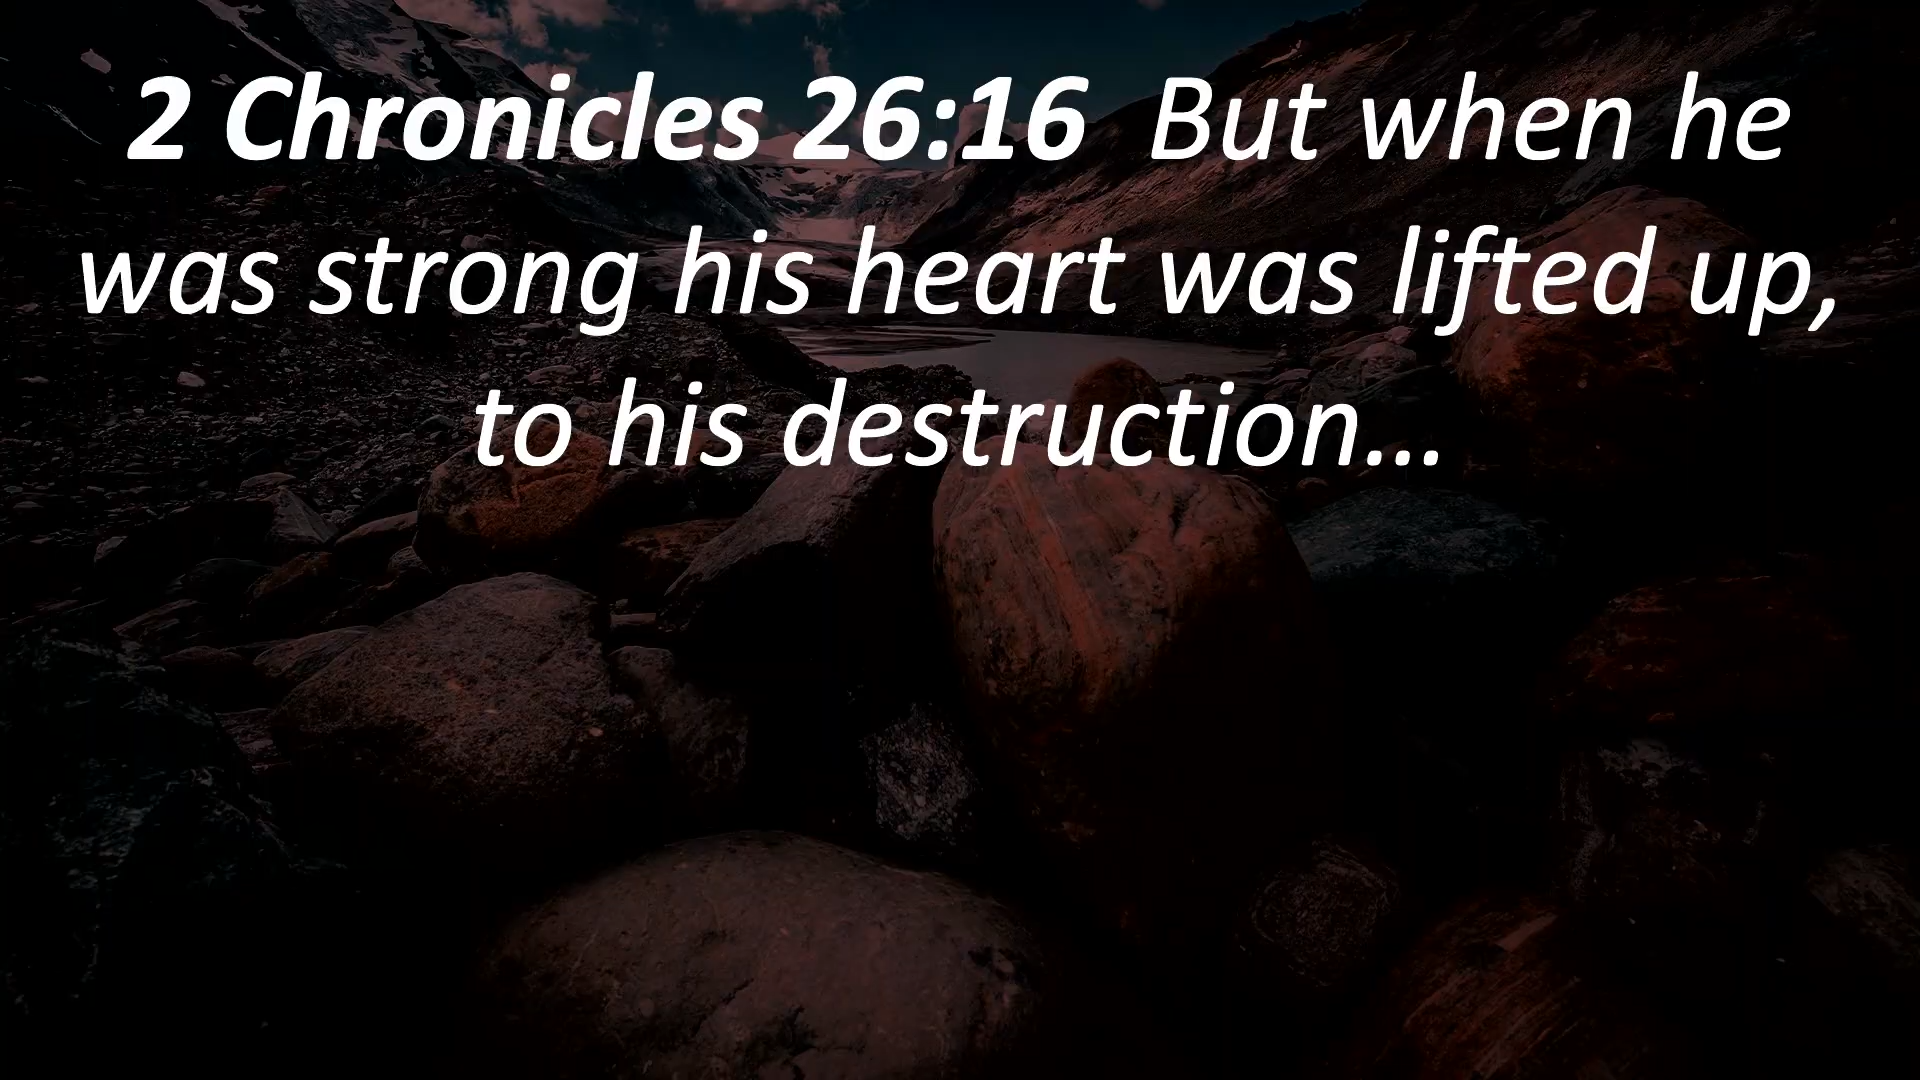 2 Chronicles 26:16  But when he
was strong his heart was lifted up,
to his destruction…